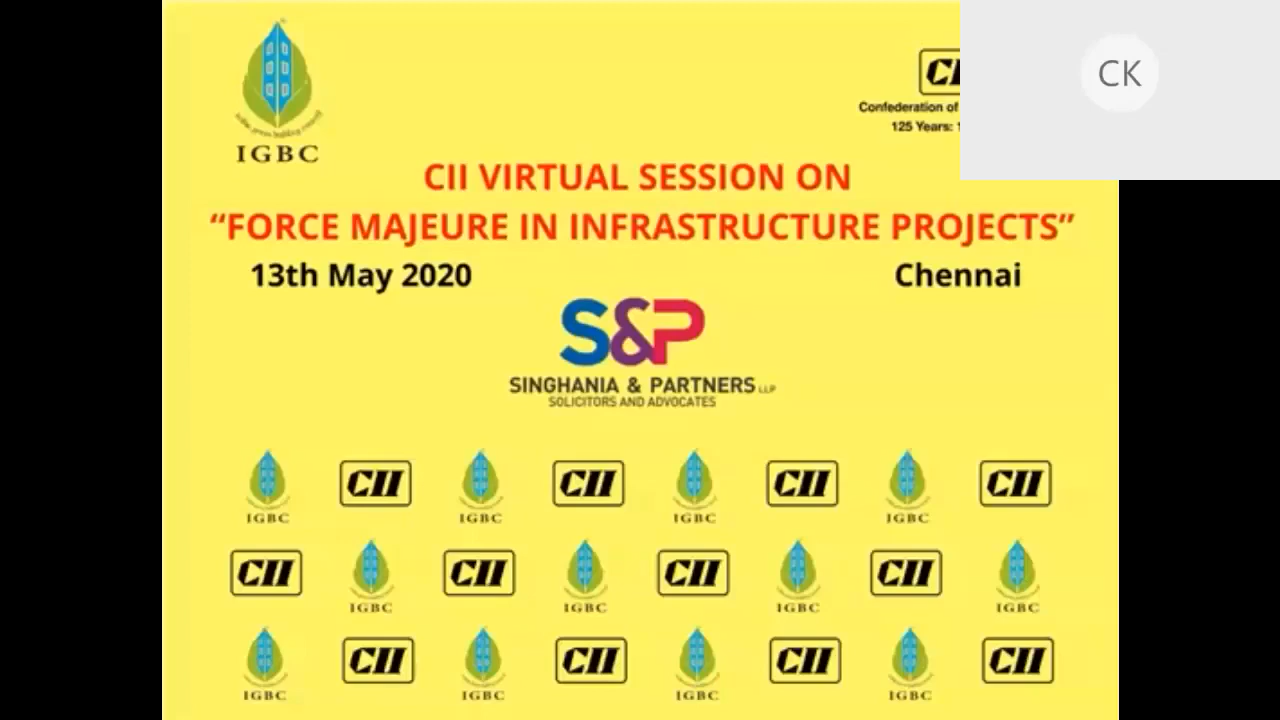 CK
Confederation of
125 Years:
IGBC
CII VIRTUAL SESSION ON
“FORCE MAJEURE IN INFRASTRUCTURE PROJECTS”
13th May 2020 Chennai
S&P
SINGHANIA & PARTNERS LLP
SOLICITORS AND ADVOCATES
IGBC CII IGBC CII IGBC CII IGBC CII
CII IGBC CII IGBC CII IGBC CII IGBC
IGBC CII IGBC CII IGBC CII IGBC CII